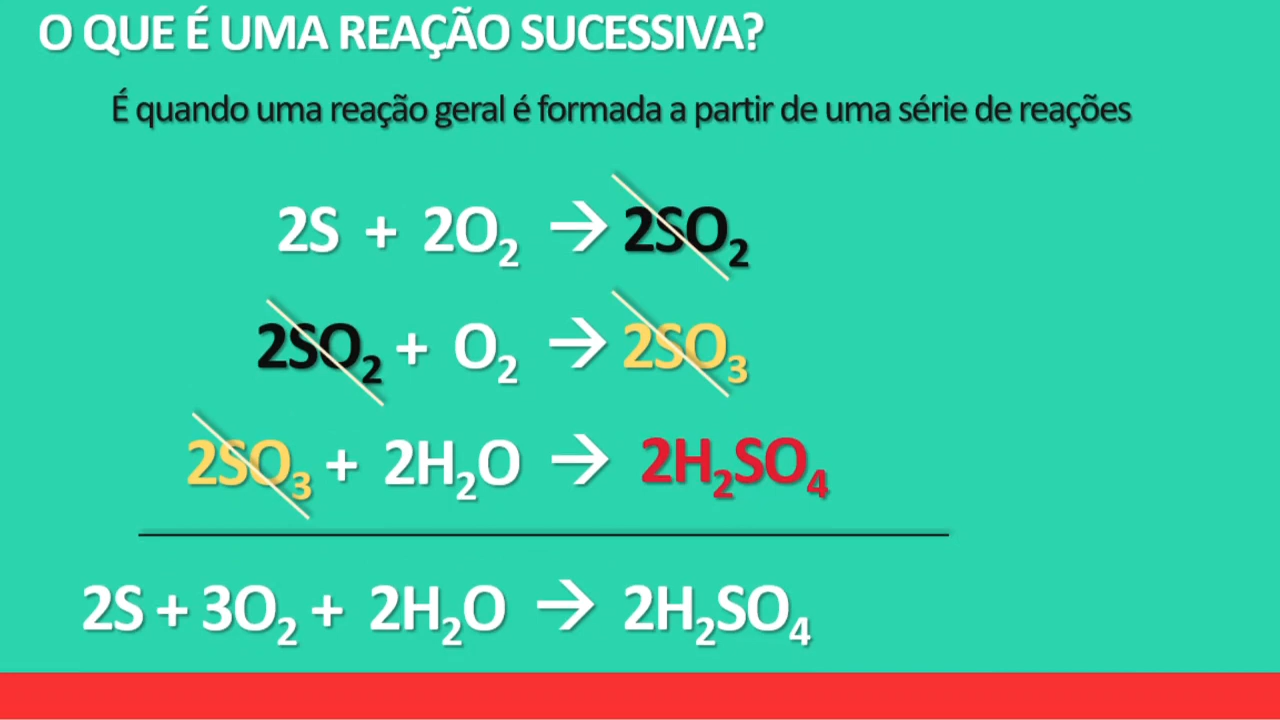 O QUE É UMA REAÇÃO SUCESSIVA?
É quando uma reação geral é formada a partir de uma série de reações
2S + 2O₂ → 2SO₂
2SO₂ + O₂ → 2SO₃
2SO₃ + 2H₂O → 2H₂SO₄
2S + 3O₂ + 2H₂O → 2H₂SO₄